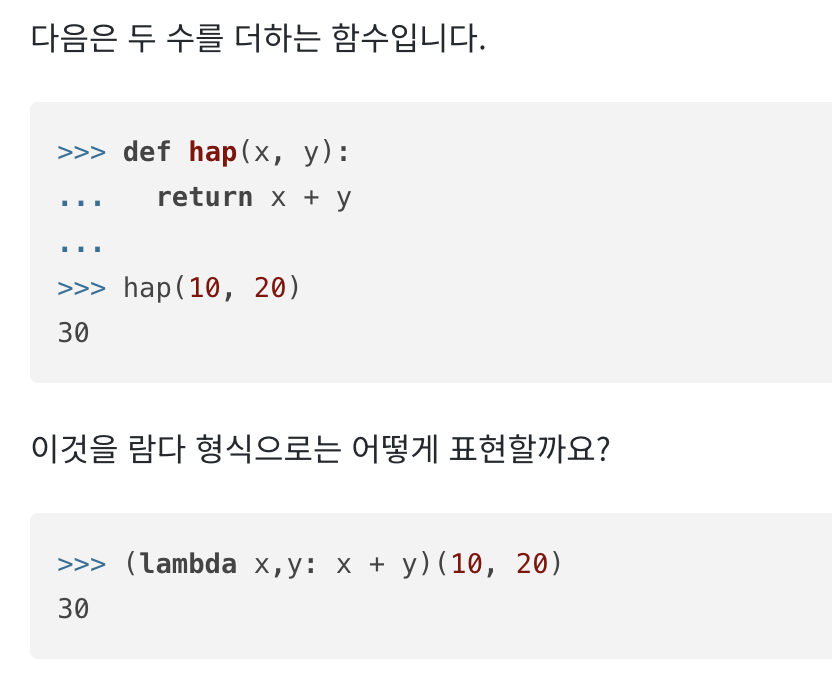 다음은 두 수를 더하는 함수입니다.
>>> def hap(x, y):
...   return x + y
...
>>> hap(10, 20)
30
이것을 람다 형식으로는 어떻게 표현할까요?
>>> (lambda x,y: x + y)(10, 20)
30